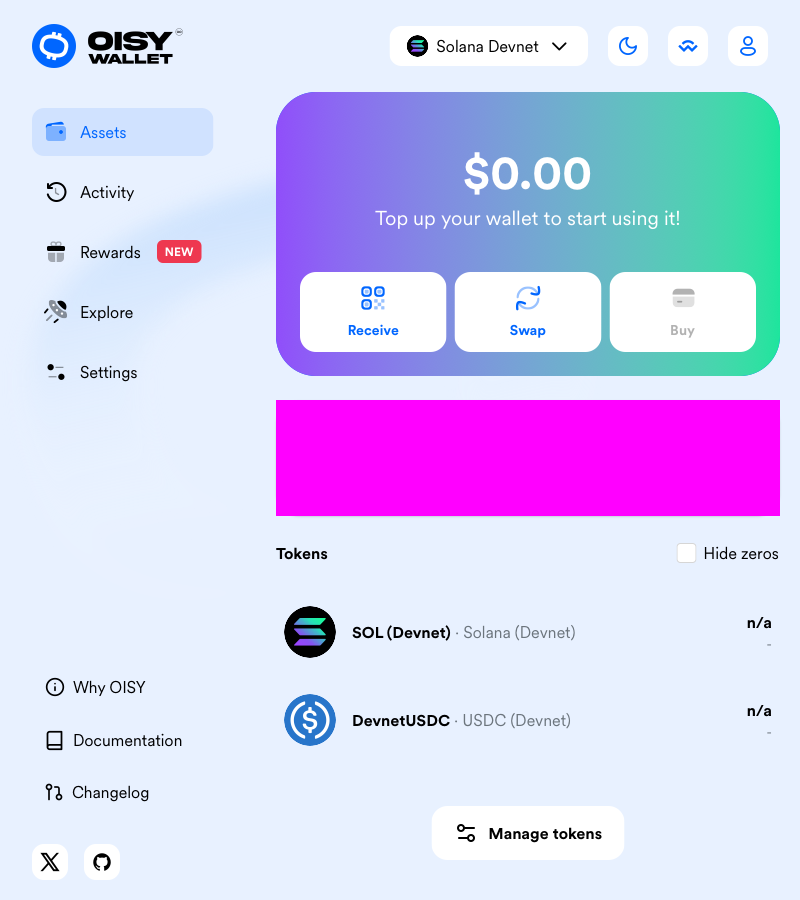 OISY
WALLET
Solana Devnet
Assets
Activity
Rewards NEW
Explore
Settings
$0.00
Top up your wallet to start using it!
Receive
Swap
Buy
Tokens
Hide zeros
SOL (Devnet) · Solana (Devnet)
n/a
-
DevnetUSDC · USDC (Devnet)
n/a
-
Why OISY
Documentation
Changelog
Manage tokens